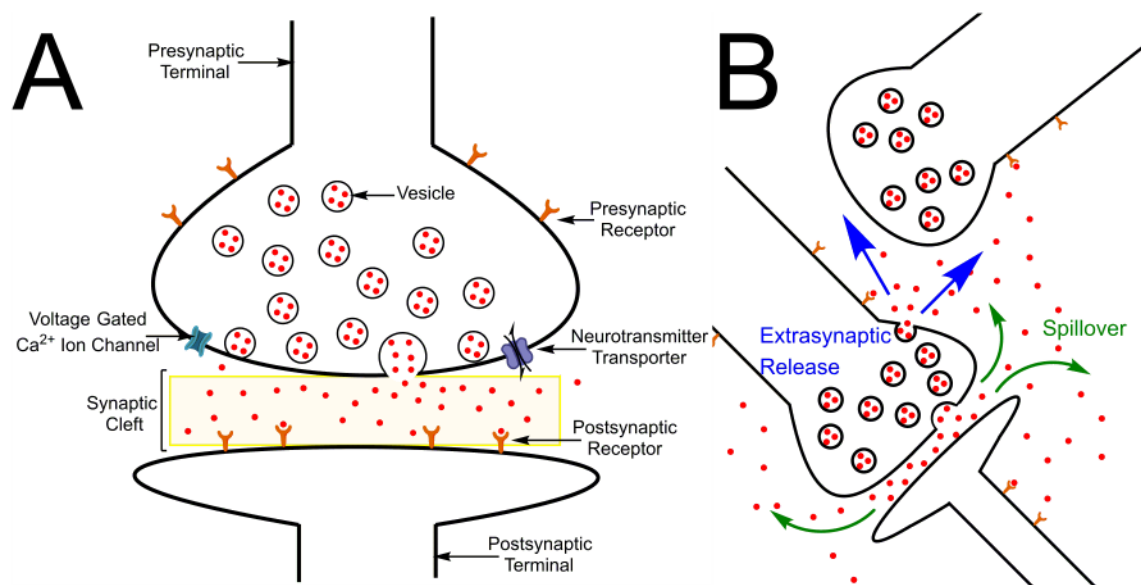 A
Presynaptic
Terminal
Vesicle
Presynaptic
Receptor
Voltage Gated
Ca²⁺ Ion Channel
Neurotransmitter
Transporter
Synaptic
Cleft
Postsynaptic
Receptor
Postsynaptic
Terminal
B
Extrasynaptic
Release
Spillover